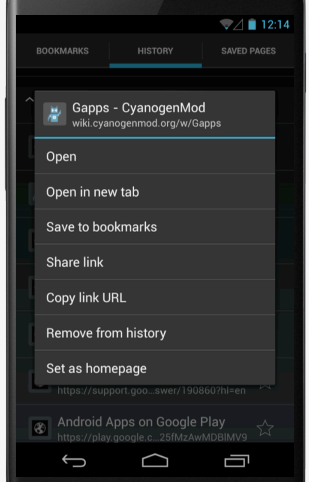 12:14
BOOKMARKS
HISTORY
SAVED PAGES
Gapps - CyanogenMod
wiki.cyanogenmod.org/w/Gapps
Open
Open in new tab
Save to bookmarks
Share link
Copy link URL
Remove from history
Set as homepage
https://support.goo...swer/190860?hl=en
Android Apps on Google Play
https://play.google.c...25fMzAwMDBlMV9